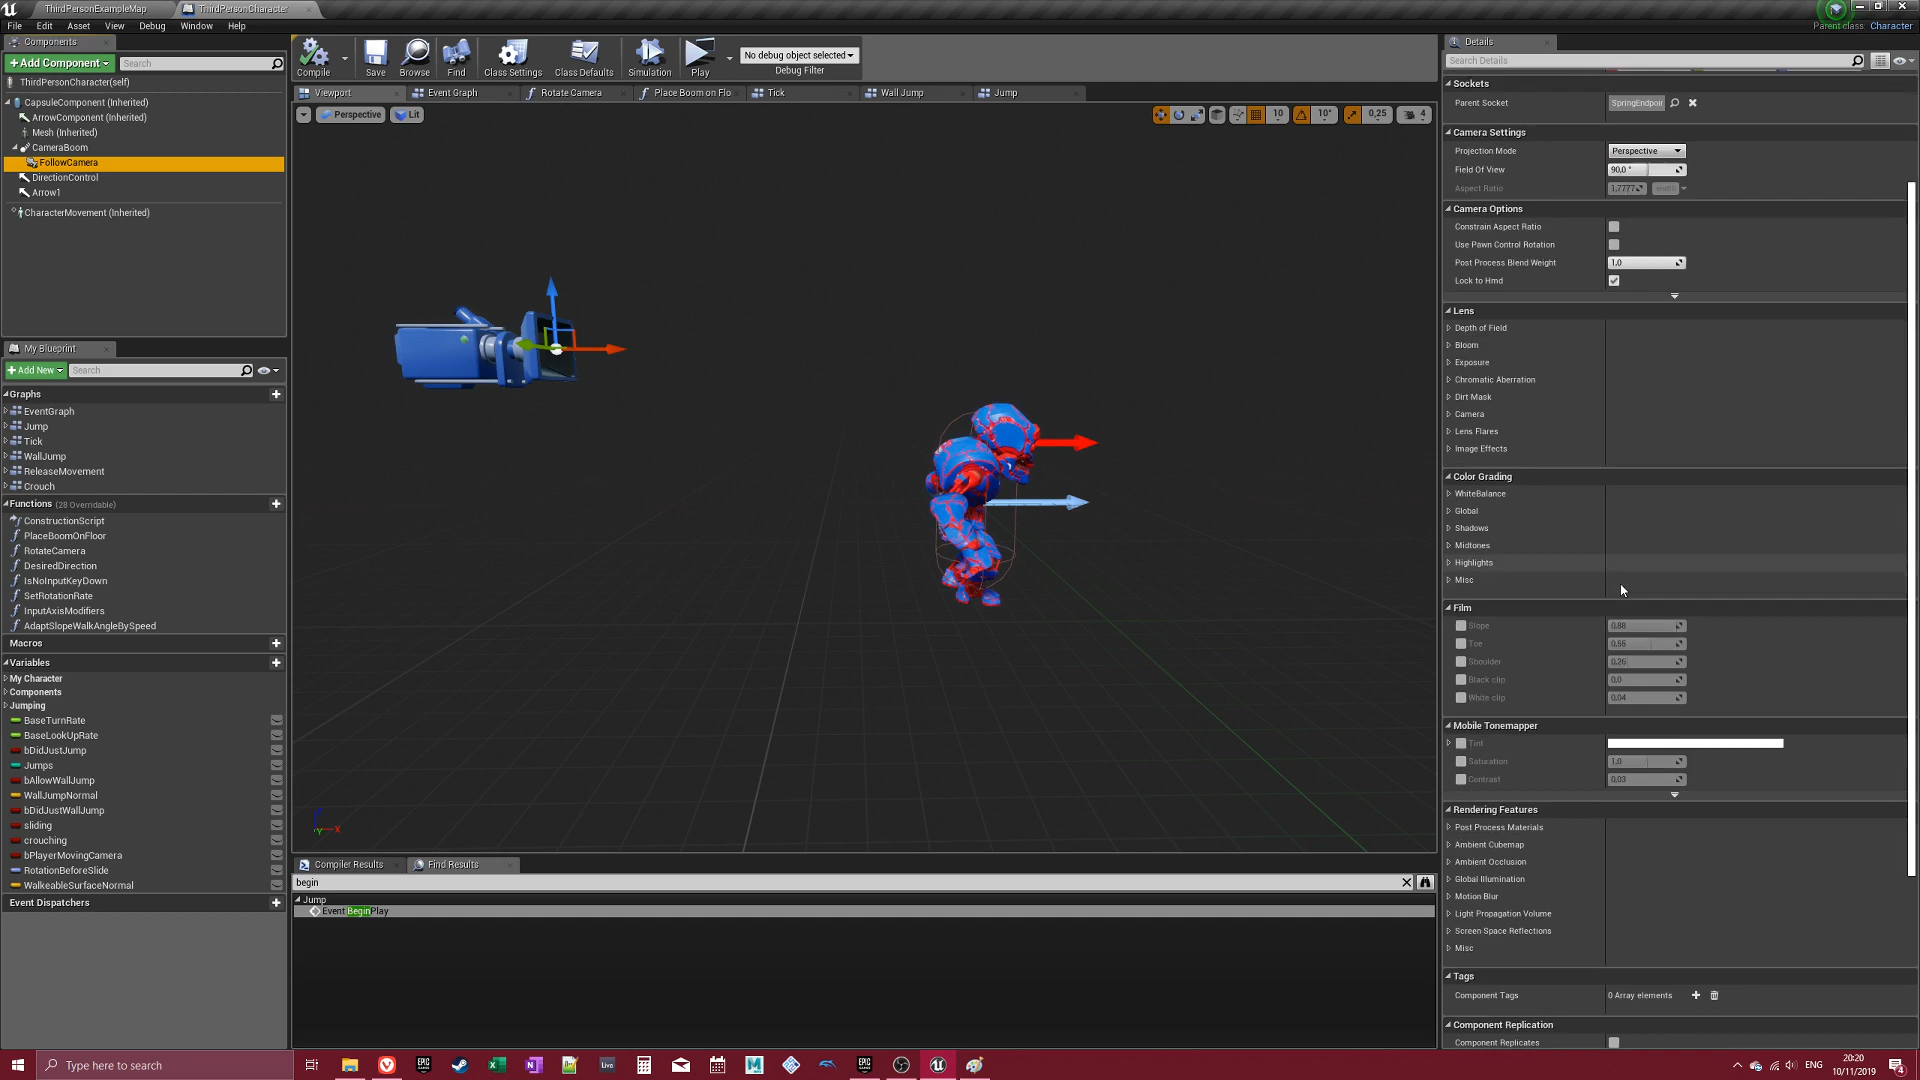 ThirdPersonExampleMap
ThirdPersonCharacter
File Edit Asset View Debug Window Help
Parent class: Character
Components
+Add Component
Search
ThirdPersonCharacter(self)
CapsuleComponent (Inherited)
ArrowComponent (Inherited)
Mesh (Inherited)
CameraBoom
FollowCamera
DirectionControl
Arrow1
CharacterMovement (Inherited)
My Blueprint
+Add New
Search
Graphs
EventGraph
Jump
Tick
WallJump
ReleaseMovement
Crouch
Functions (28 Overridable)
ConstructionScript
PlaceBoomOnFloor
RotateCamera
DesiredDirection
IsNoInputKeyDown
SetRotationRate
InputAxisModifiers
AdaptSlopeWalkAngleBySpeed
Macros
Variables
My Character
Components
Jumping
BaseTurnRate
BaseLookUpRate
bDidJustJump
Jumps
bAllowWallJump
WallJumpNormal
bDidJustWallJump
sliding
crouching
bPlayerMovingCamera
RotationBeforeSlide
WalkeableSurfaceNormal
Event Dispatchers
Compile Save Browse Find Class Settings Class Defaults Simulation Play
No debug object selected
Debug Filter
Viewport Event Graph Rotate Camera Place Boom on Flo Tick Wall Jump Jump
Perspective Lit
10 10° 0,25 4
Z
Y X
Compiler Results Find Results
begin
Jump
Event BeginPlay
Details
Search Details
Sockets
Parent Socket SpringEndpoir
Camera Settings
Projection Mode Perspective
Field Of View 90,0 °
Aspect Ratio 1,7777
Camera Options
Constrain Aspect Ratio
Use Pawn Control Rotation
Post Process Blend Weight 1,0
Lock to Hmd
Lens
Depth of Field
Bloom
Exposure
Chromatic Aberration
Dirt Mask
Camera
Lens Flares
Image Effects
Color Grading
WhiteBalance
Global
Shadows
Midtones
Highlights
Misc
Film
Slope 0,88
Toe 0,55
Shoulder 0,26
Black clip 0,0
White clip 0,04
Mobile Tonemapper
Tint
Saturation 1,0
Contrast 0,03
Rendering Features
Post Process Materials
Ambient Cubemap
Ambient Occlusion
Global Illumination
Motion Blur
Light Propagation Volume
Screen Space Reflections
Misc
Tags
Component Tags 0 Array elements
Component Replication
Component Replicates
Type here to search
ENG
20:20
10/11/2019
4